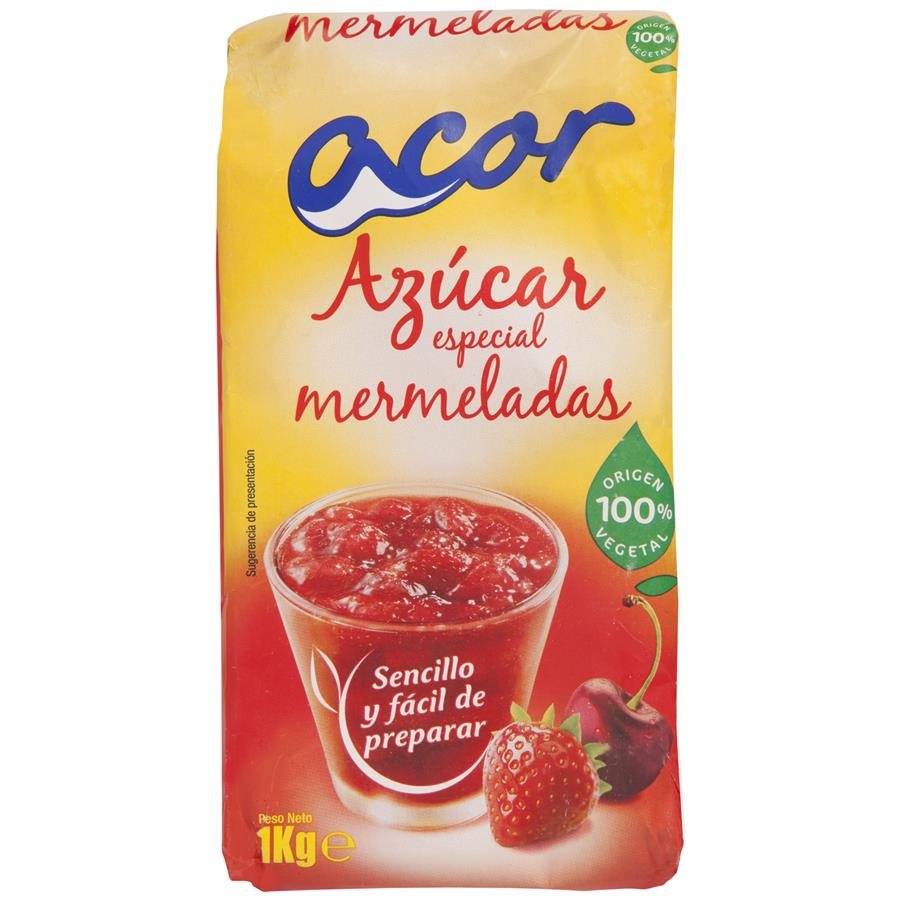 mermeladas
ORIGEN
100%
VEGETAL
acor
Azúcar
especial
mermeladas
ORIGEN
100%
VEGETAL
Sugerencia de presentación
Sencillo
y fácil de
preparar
Peso Neto
1Kg e